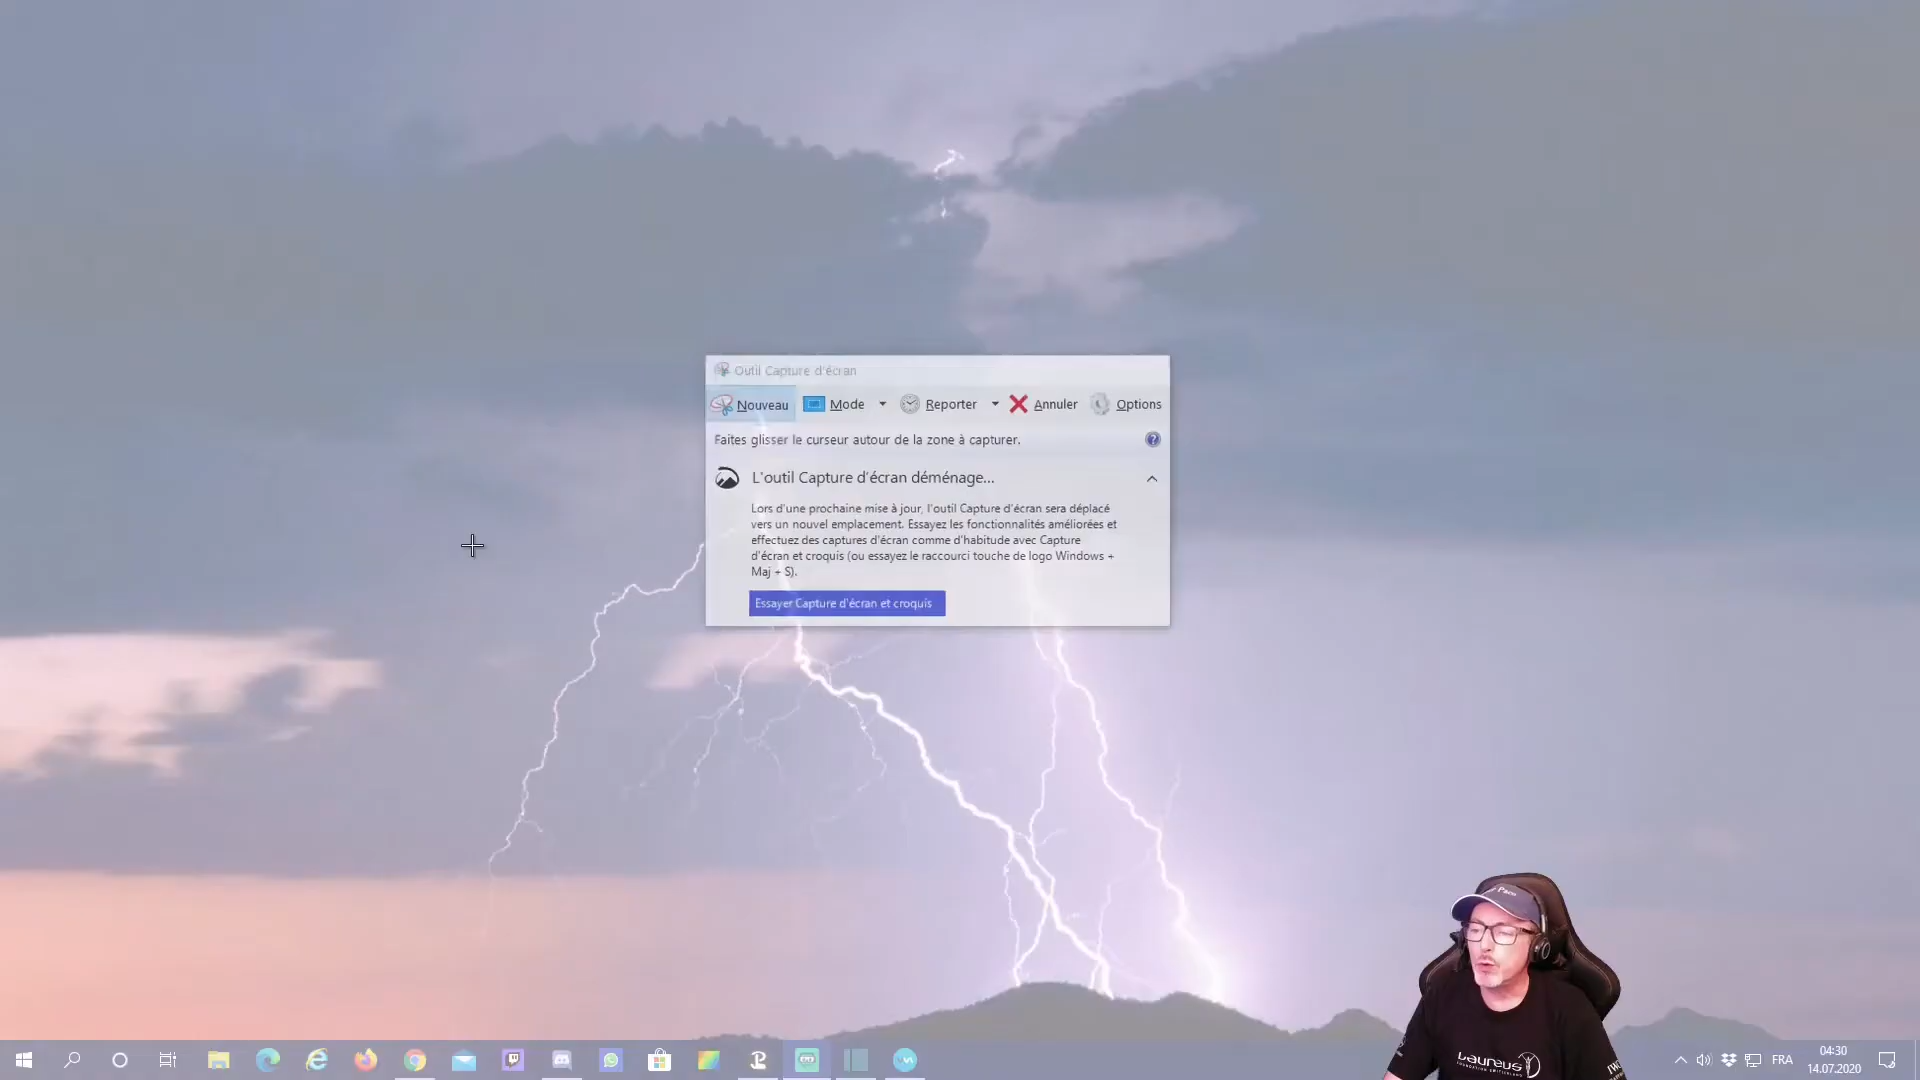 Outil Capture d'écran
Nouveau Mode Reporter Annuler Options
Faites glisser le curseur autour de la zone à capturer.
L'outil Capture d'écran déménage...
Lors d'une prochaine mise à jour, l'outil Capture d'écran sera déplacé
vers un nouvel emplacement. Essayez les fonctionnalités améliorées et
effectuez des captures d'écran comme d'habitude avec Capture
d'écran et croquis (ou essayez le raccourci touche de logo Windows +
Maj + S).
Essayer Capture d'écran et croquis
Laureus
FRA
04:30
14.07.2020